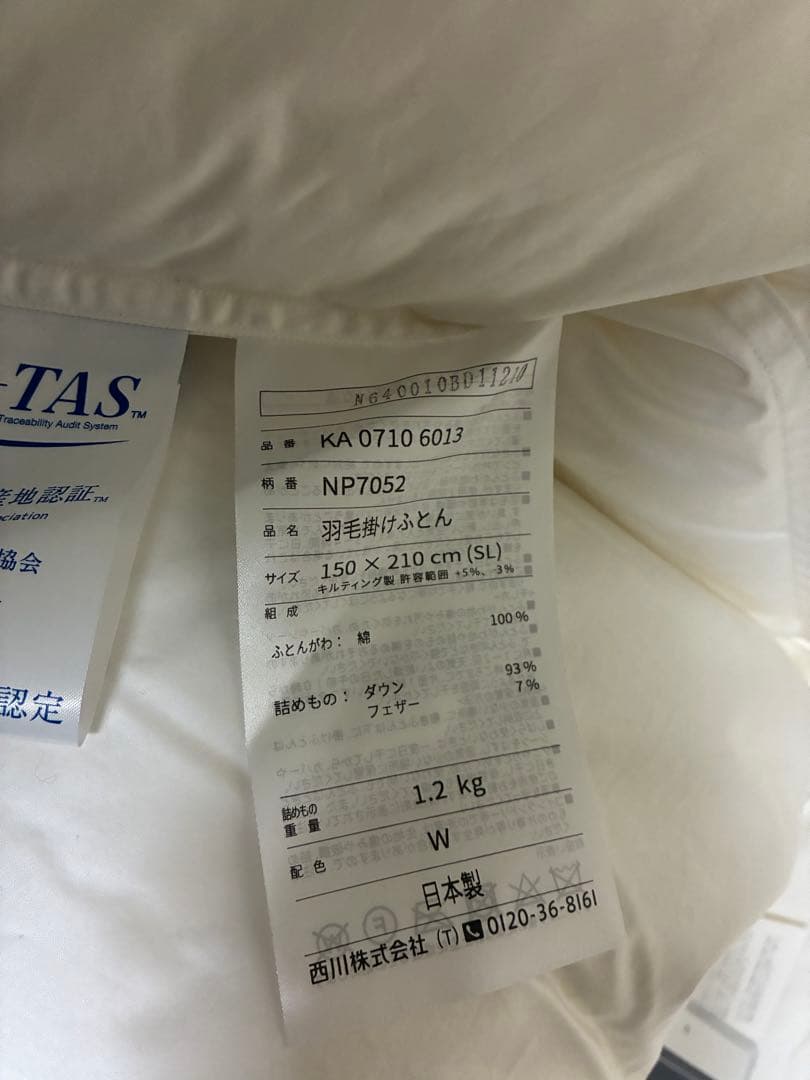 -TAS™
Traceability Audit System
産地認証™
ciation
協会
認定
N640010BD11210
品番 KA 0710 6013
柄番 NP7052
品名 羽毛掛けふとん
サイズ 150 × 210 cm (SL)
キルティング製 許容範囲 +5%、-3%
組成
ふとんがわ： 綿 100%
詰めもの： ダウン 93%
フェザー 7%
詰めもの
重量 1.2 kg
配色 W
日本製
西川株式会社 (T) 0120-36-8161